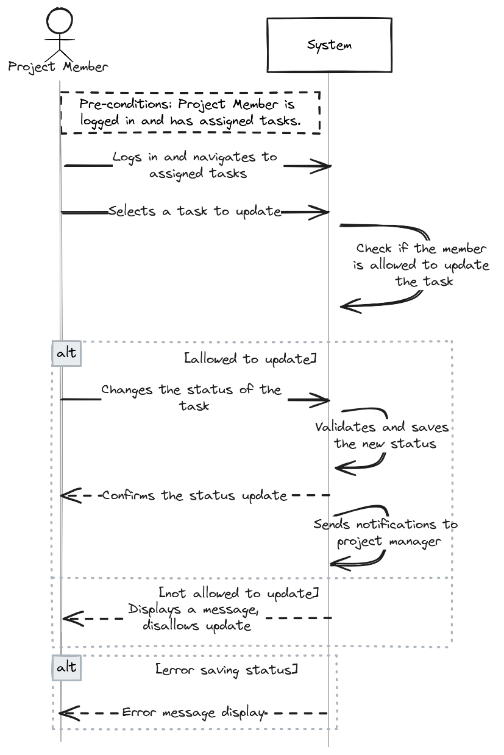 System
Project Member
Pre-conditions: Project Member is
logged in and has assigned tasks.
Logs in and navigates to
assigned tasks
Selects a task to update
Check if the member
is allowed to update
the task
alt
[allowed to update]
Changes the status of the
task
Validates and saves
the new status
Confirms the status update
Sends notifications to
project manager
[not allowed to update]
Displays a message,
disallows update
alt
[error saving status]
Error message display